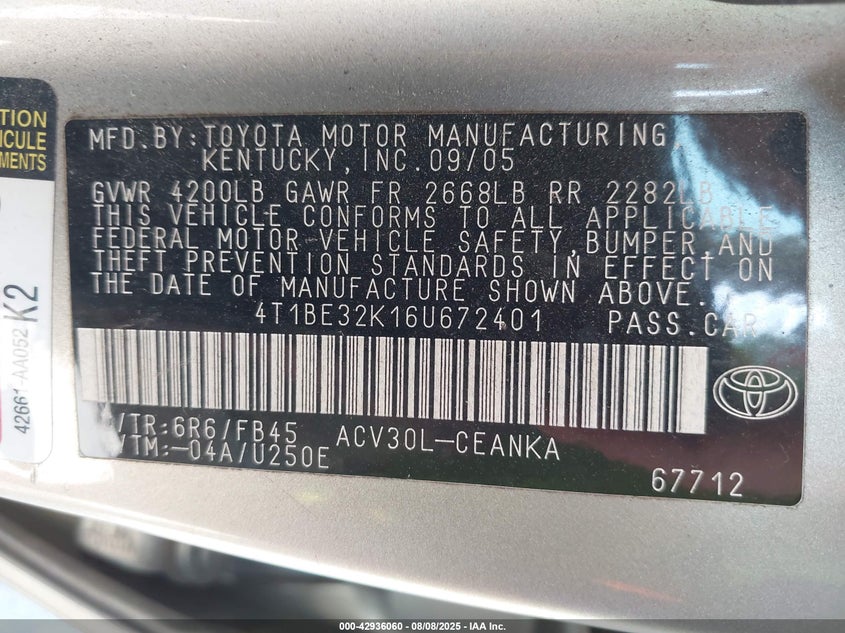 TION
ICULE
MENTS
42661-AA052
K2
MFD.BY:TOYOTA MOTOR MANUFACTURING,
KENTUCKY,INC.09/05
GVWR 4200LB GAWR FR 2668LB RR 2282LB
THIS VEHICLE CONFORMS TO ALL APPLICABLE
FEDERAL MOTOR VEHICLE SAFETY,BUMPER,AND
THEFT PREVENTION STANDARDS IN EFFECT ON
THE DATE OF MANUFACTURE SHOWN ABOVE.
4T1BE32K16U672401 PASS.CAR
/TR:6R6/FB45 ACV30L-CEANKA
/TM:-04A/U250E
67712
000-42936060 - 08/08/2025 - IAA Inc.